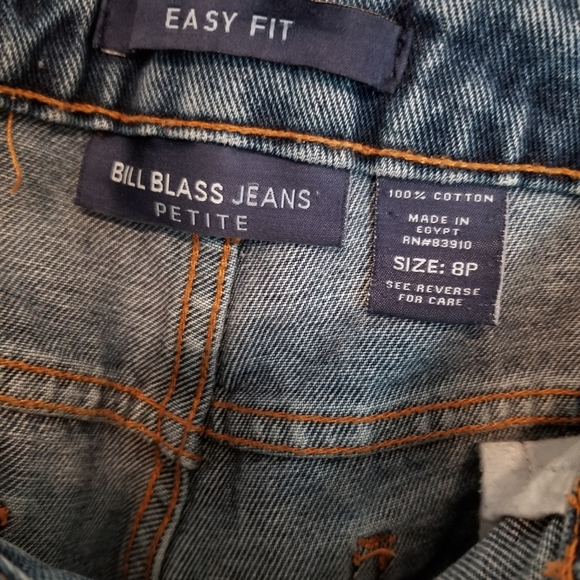 EASY FIT
BILL BLASS JEANS
PETITE
100% COTTON
MADE IN
EGYPT
RN#83910
SIZE: 8P
SEE REVERSE
FOR CARE